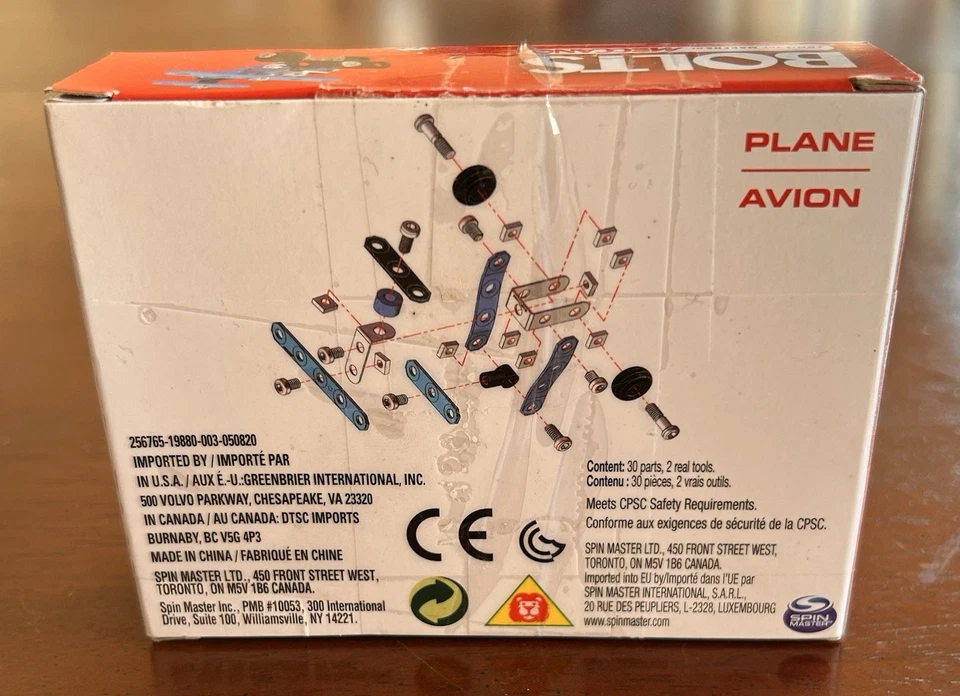 BOLTS
PLANE
AVION
256765-19880-003-050820
IMPORTED BY / IMPORTÉ PAR
IN U.S.A. / AUX É.-U.:GREENBRIER INTERNATIONAL, INC.
500 VOLVO PARKWAY, CHESAPEAKE, VA 23320
IN CANADA / AU CANADA: DTSC IMPORTS
BURNABY, BC V5G 4P3
MADE IN CHINA / FABRIQUÉ EN CHINE
SPIN MASTER LTD., 450 FRONT STREET WEST,
TORONTO, ON M5V 1B6 CANADA.
Spin Master Inc., PMB #10053, 300 International
Drive, Suite 100, Williamsville, NY 14221.
CE
Content: 30 parts, 2 real tools.
Contenu : 30 pièces, 2 vrais outils.
Meets CPSC Safety Requirements.
Conforme aux exigences de sécurité de la CPSC.
SPIN MASTER LTD., 450 FRONT STREET WEST,
TORONTO, ON M5V 1B6 CANADA.
Imported into EU by/Importé dans l'UE par
SPIN MASTER INTERNATIONAL, S.A.R.L.,
20 RUE DES PEUPLIERS, L-2328, LUXEMBOURG
www.spinmaster.com
SPIN
MASTER